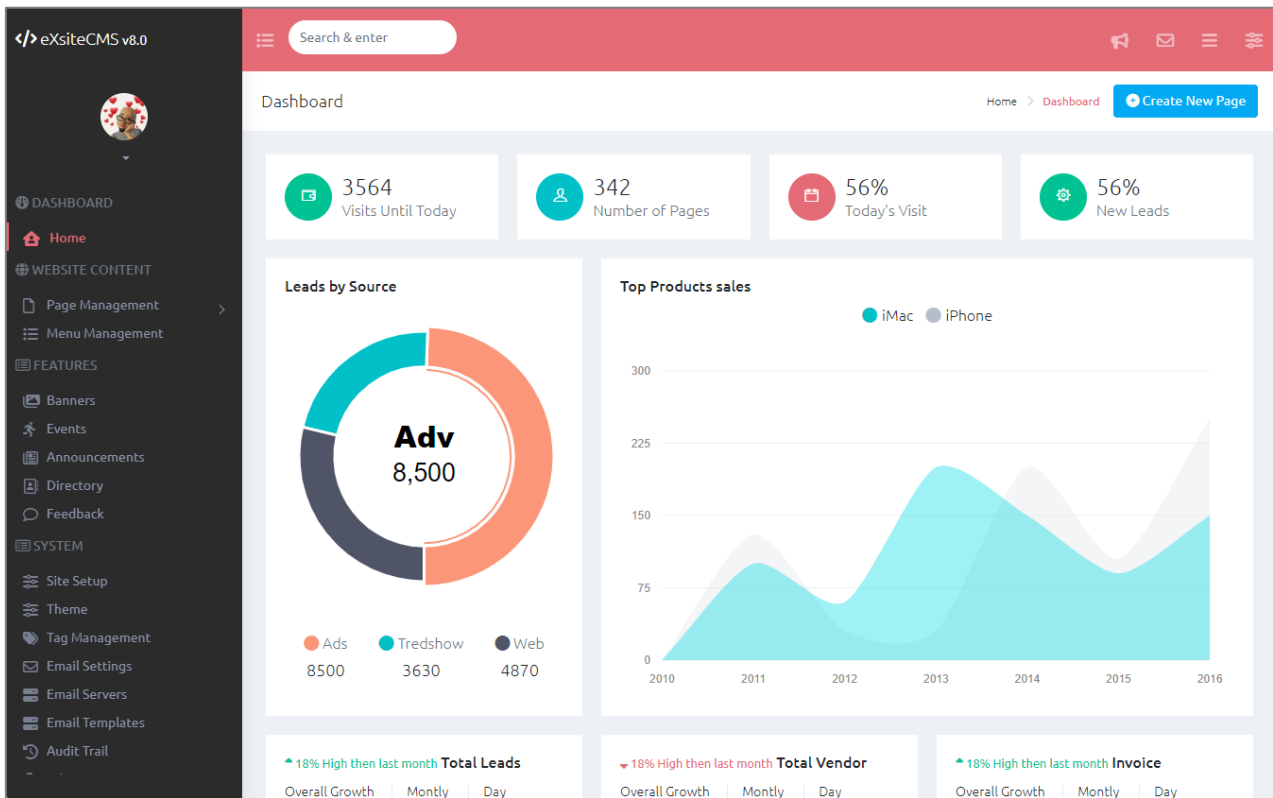 </> eXsiteCMS v8.0
Search & enter
Dashboard
Home > Dashboard
Create New Page
DASHBOARD
Home
WEBSITE CONTENT
Page Management
Menu Management
FEATURES
Banners
Events
Announcements
Directory
Feedback
SYSTEM
Site Setup
Theme
Tag Management
Email Settings
Email Servers
Email Templates
Audit Trail
3564
Visits Until Today
342
Number of Pages
56%
Today's Visit
56%
New Leads
Leads by Source
Adv
8,500
Ads Tredshow Web
8500 3630 4870
Top Products sales
iMac iPhone
300
225
150
75
0
2010 2011 2012 2013 2014 2015 2016
18% High then last month Total Leads
Overall Growth Montly Day
18% High then last month Total Vendor
Overall Growth Montly Day
18% High then last month Invoice
Overall Growth Montly Day